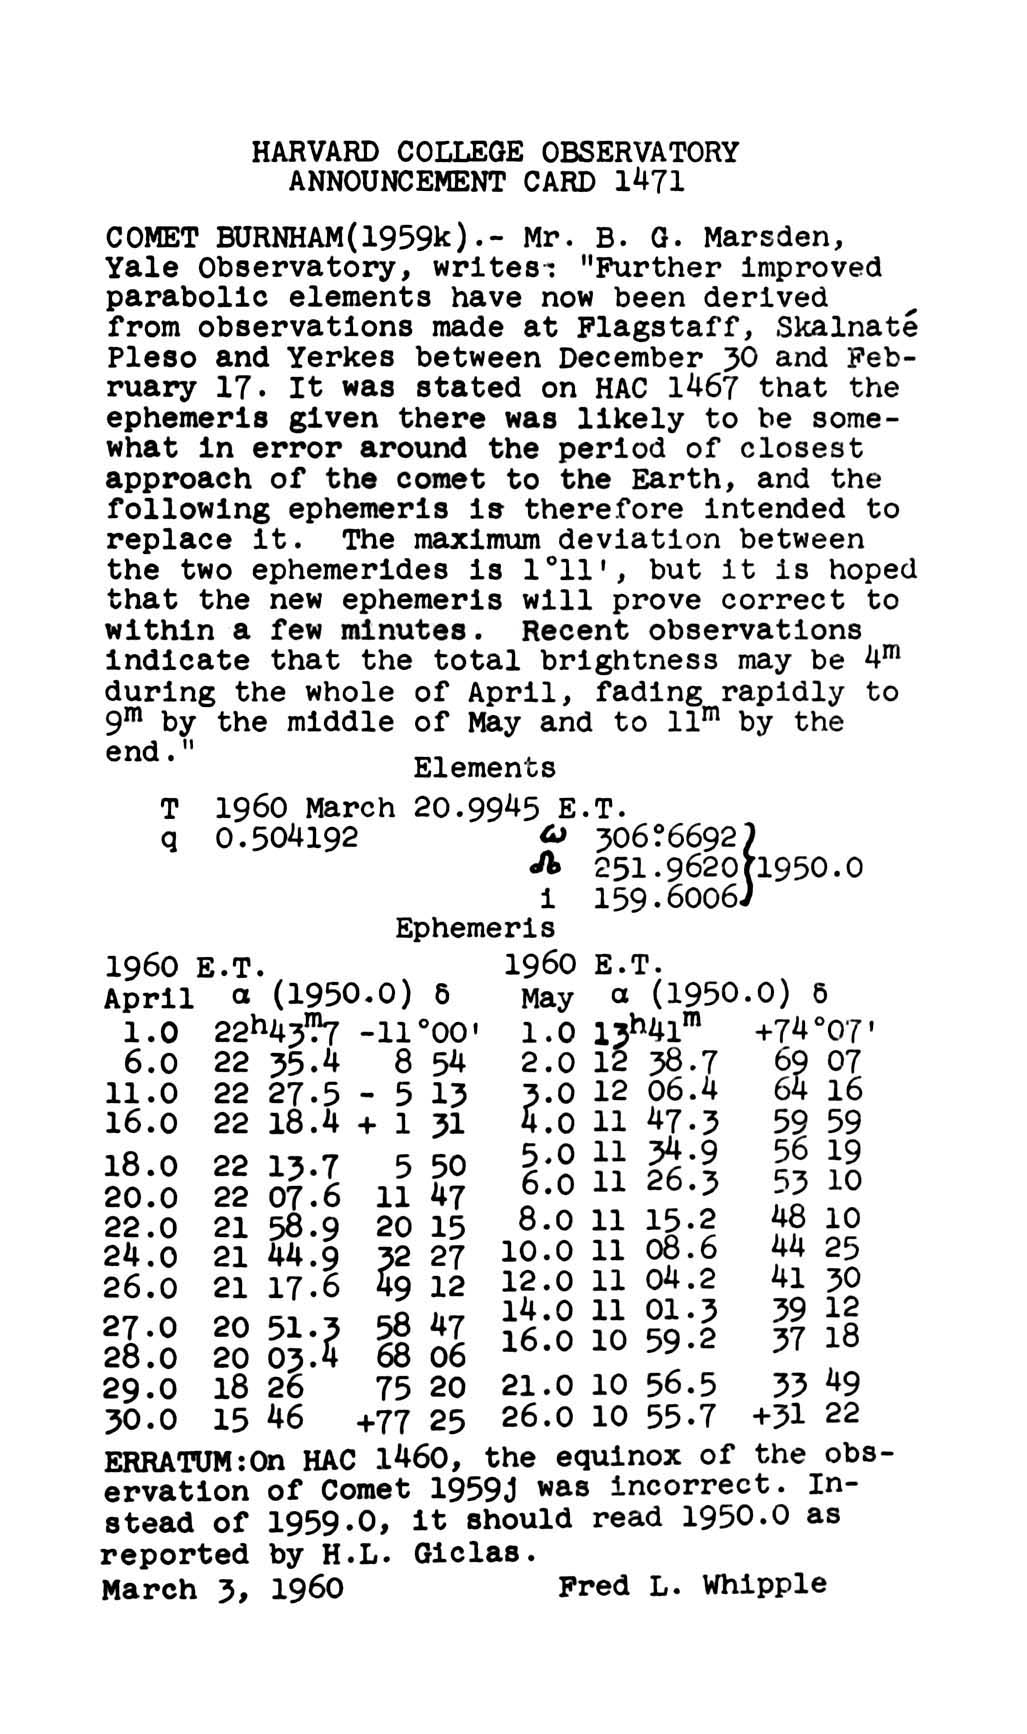 HARVARD COLLEGE OBSERVATORY
ANNOUNCEMENT CARD 1471
COMET BURNHAM(1959k).- Mr. B. G. Marsden,
Yale Observatory, writes: "Further improved
parabolic elements have now been derived
from observations made at Flagstaff, Skalnaté
Pleso and Yerkes between December 30 and Feb-
ruary 17. It was stated on HAC 1467 that the
ephemeris given there was likely to be some-
what in error around the period of closest
approach of the comet to the Earth, and the
following ephemeris is therefore intended to
replace it. The maximum deviation between
the two ephemerides is 1°11', but it is hoped
that the new ephemeris will prove correct to
within a few minutes. Recent observations
indicate that the total brightness may be 4ᵐ
during the whole of April, fading rapidly to
9ᵐ by the middle of May and to 11ᵐ by the
end."
Elements
T 1960 March 20.9945 E.T.
q 0.504192 ω 306°.6692
☊ 251.9620 } 1950.0
i 159.6006
Ephemeris
1960 E.T. 1960 E.T.
April α (1950.0) δ May α (1950.0) δ
1.0 22ʰ43ᵐ.7 -11°00' 1.0 13ʰ41ᵐ +74°07'
6.0 22 35.4 8 54 2.0 12 38.7 69 07
11.0 22 27.5 - 5 13 3.0 12 06.4 64 16
16.0 22 18.4 + 1 31 4.0 11 47.3 59 59
18.0 22 13.7 5 50 5.0 11 34.9 56 19
20.0 22 07.6 11 47 6.0 11 26.3 53 10
22.0 21 58.9 20 15 8.0 11 15.2 48 10
24.0 21 44.9 32 27 10.0 11 08.6 44 25
26.0 21 17.6 49 12 12.0 11 04.2 41 30
27.0 20 51.3 58 47 14.0 11 01.3 39 12
28.0 20 03.4 68 06 16.0 10 59.2 37 18
29.0 18 26 75 20 21.0 10 56.5 33 49
30.0 15 46 +77 25 26.0 10 55.7 +31 22
ERRATUM:On HAC 1460, the equinox of the obs-
ervation of Comet 1959j was incorrect. In-
stead of 1959.0, it should read 1950.0 as
reported by H.L. Giclas.
March 3, 1960 Fred L. Whipple